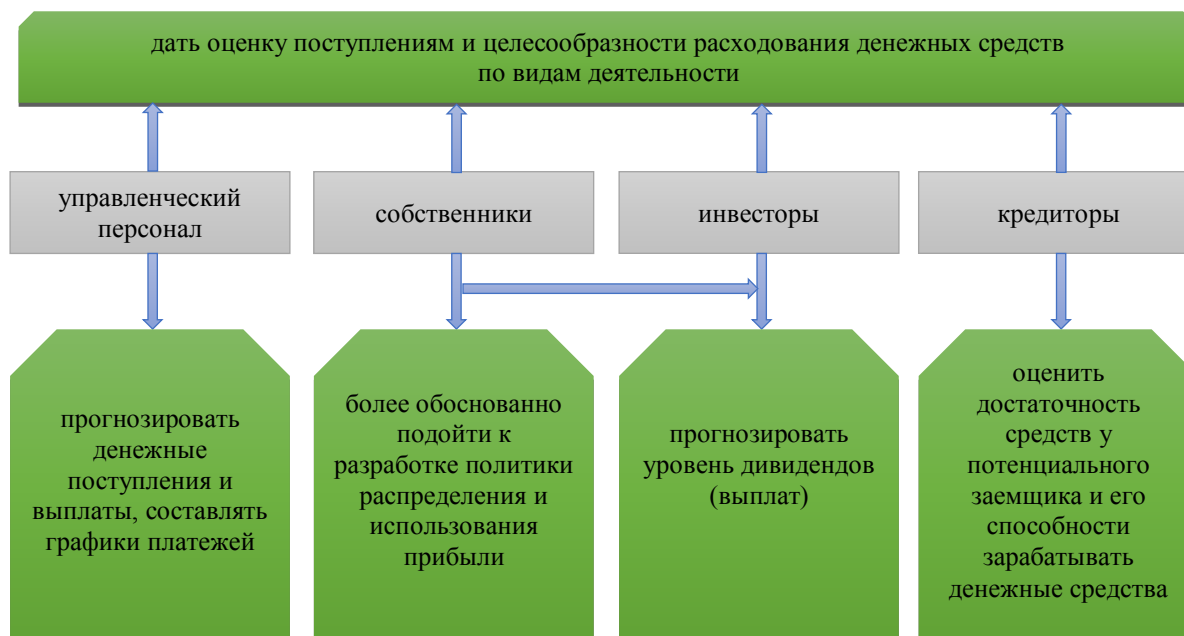 дать оценку поступлениям и целесообразности расходования денежных средств
по видам деятельности
управленческий
персонал
собственники
инвесторы
кредиторы
прогнозировать
денежные
поступления и
выплаты, составлять
графики платежей
более обоснованно
подойти к
разработке политики
распределения и
использования
прибыли
прогнозировать
уровень дивидендов
(выплат)
оценить
достаточность
средств у
потенциального
заемщика и его
способности
зарабатывать
денежные средства